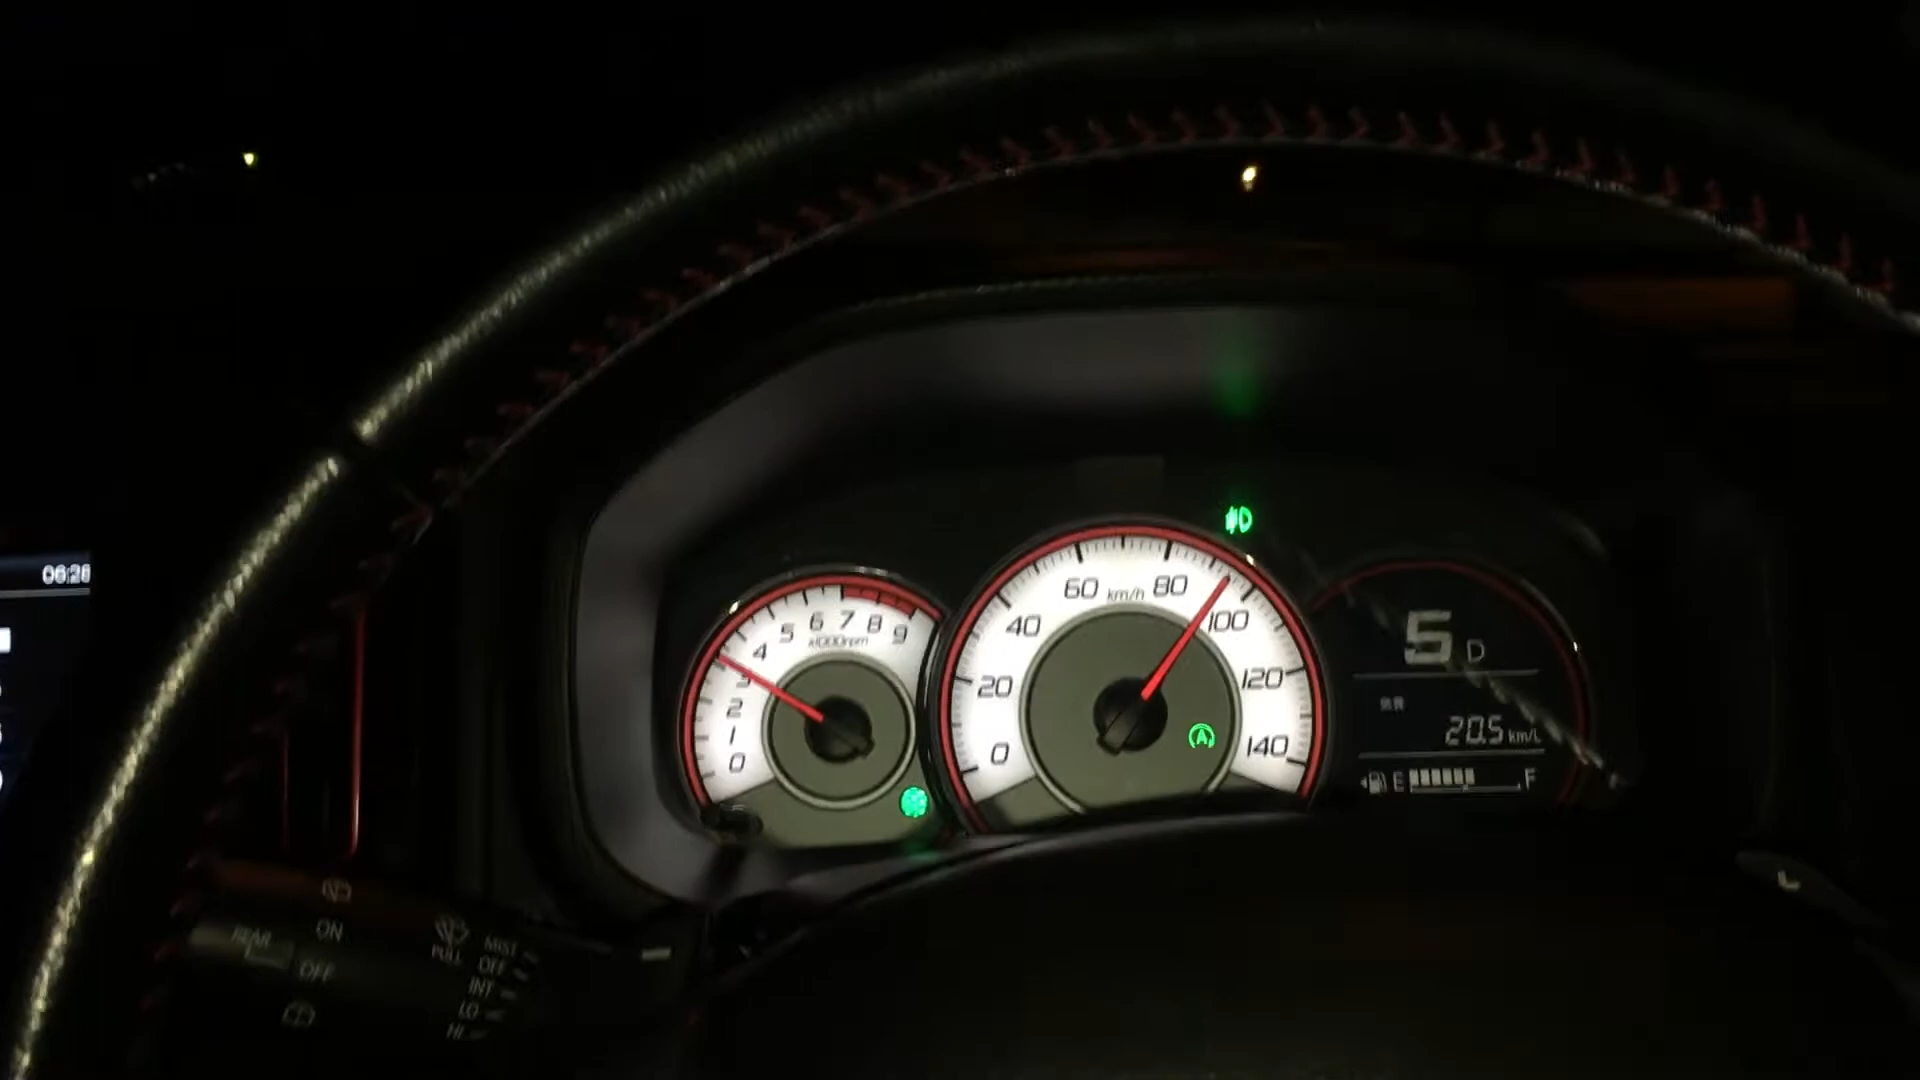 06:28
0 1 2 3 4 5 6 7 8 9
x1000rpm
0 20 40 60 80 100 120 140
km/h
A
5 D
燃費
20.5 km/L
E F
REAR
ON
OFF
PULL
MIST
OFF
INT
LO
HI